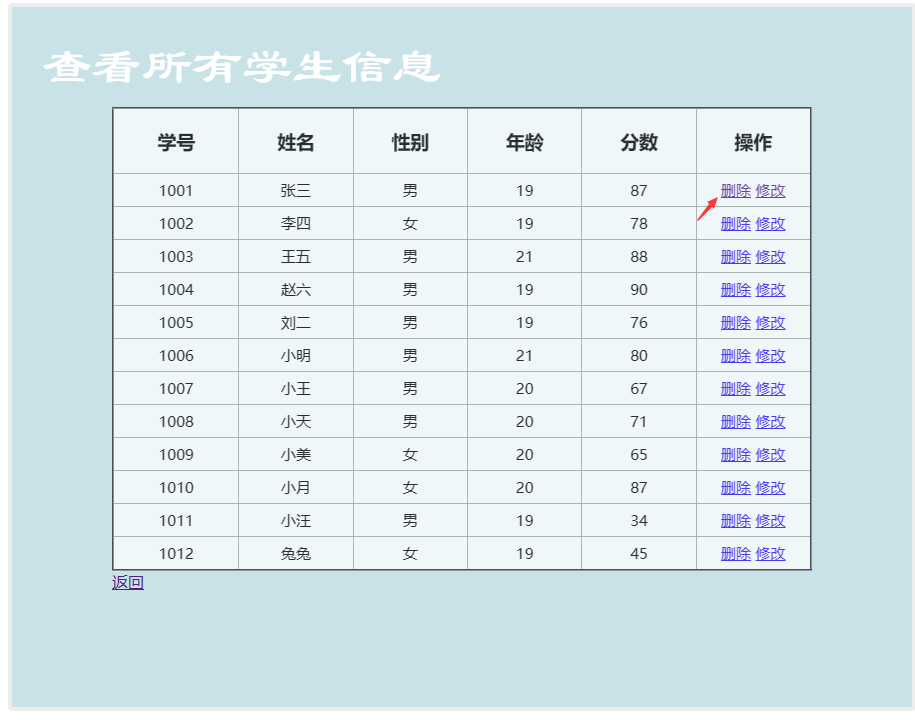 查看所有学生信息
学号 姓名 性别 年龄 分数 操作
1001 张三 男 19 87 删除 修改
1002 李四 女 19 78 删除 修改
1003 王五 男 21 88 删除 修改
1004 赵六 男 19 90 删除 修改
1005 刘二 男 19 76 删除 修改
1006 小明 男 21 80 删除 修改
1007 小王 男 20 67 删除 修改
1008 小天 男 20 71 删除 修改
1009 小美 女 20 65 删除 修改
1010 小月 女 20 87 删除 修改
1011 小汪 男 19 34 删除 修改
1012 兔兔 女 19 45 删除 修改
返回